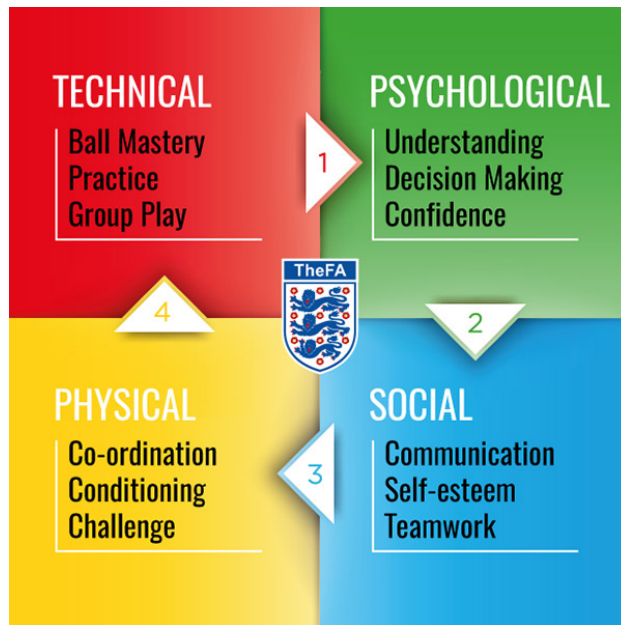 TECHNICAL
Ball Mastery
Practice
Group Play
1
PSYCHOLOGICAL
Understanding
Decision Making
Confidence
TheFA
4
2
PHYSICAL
Co-ordination
Conditioning
Challenge
3
SOCIAL
Communication
Self-esteem
Teamwork